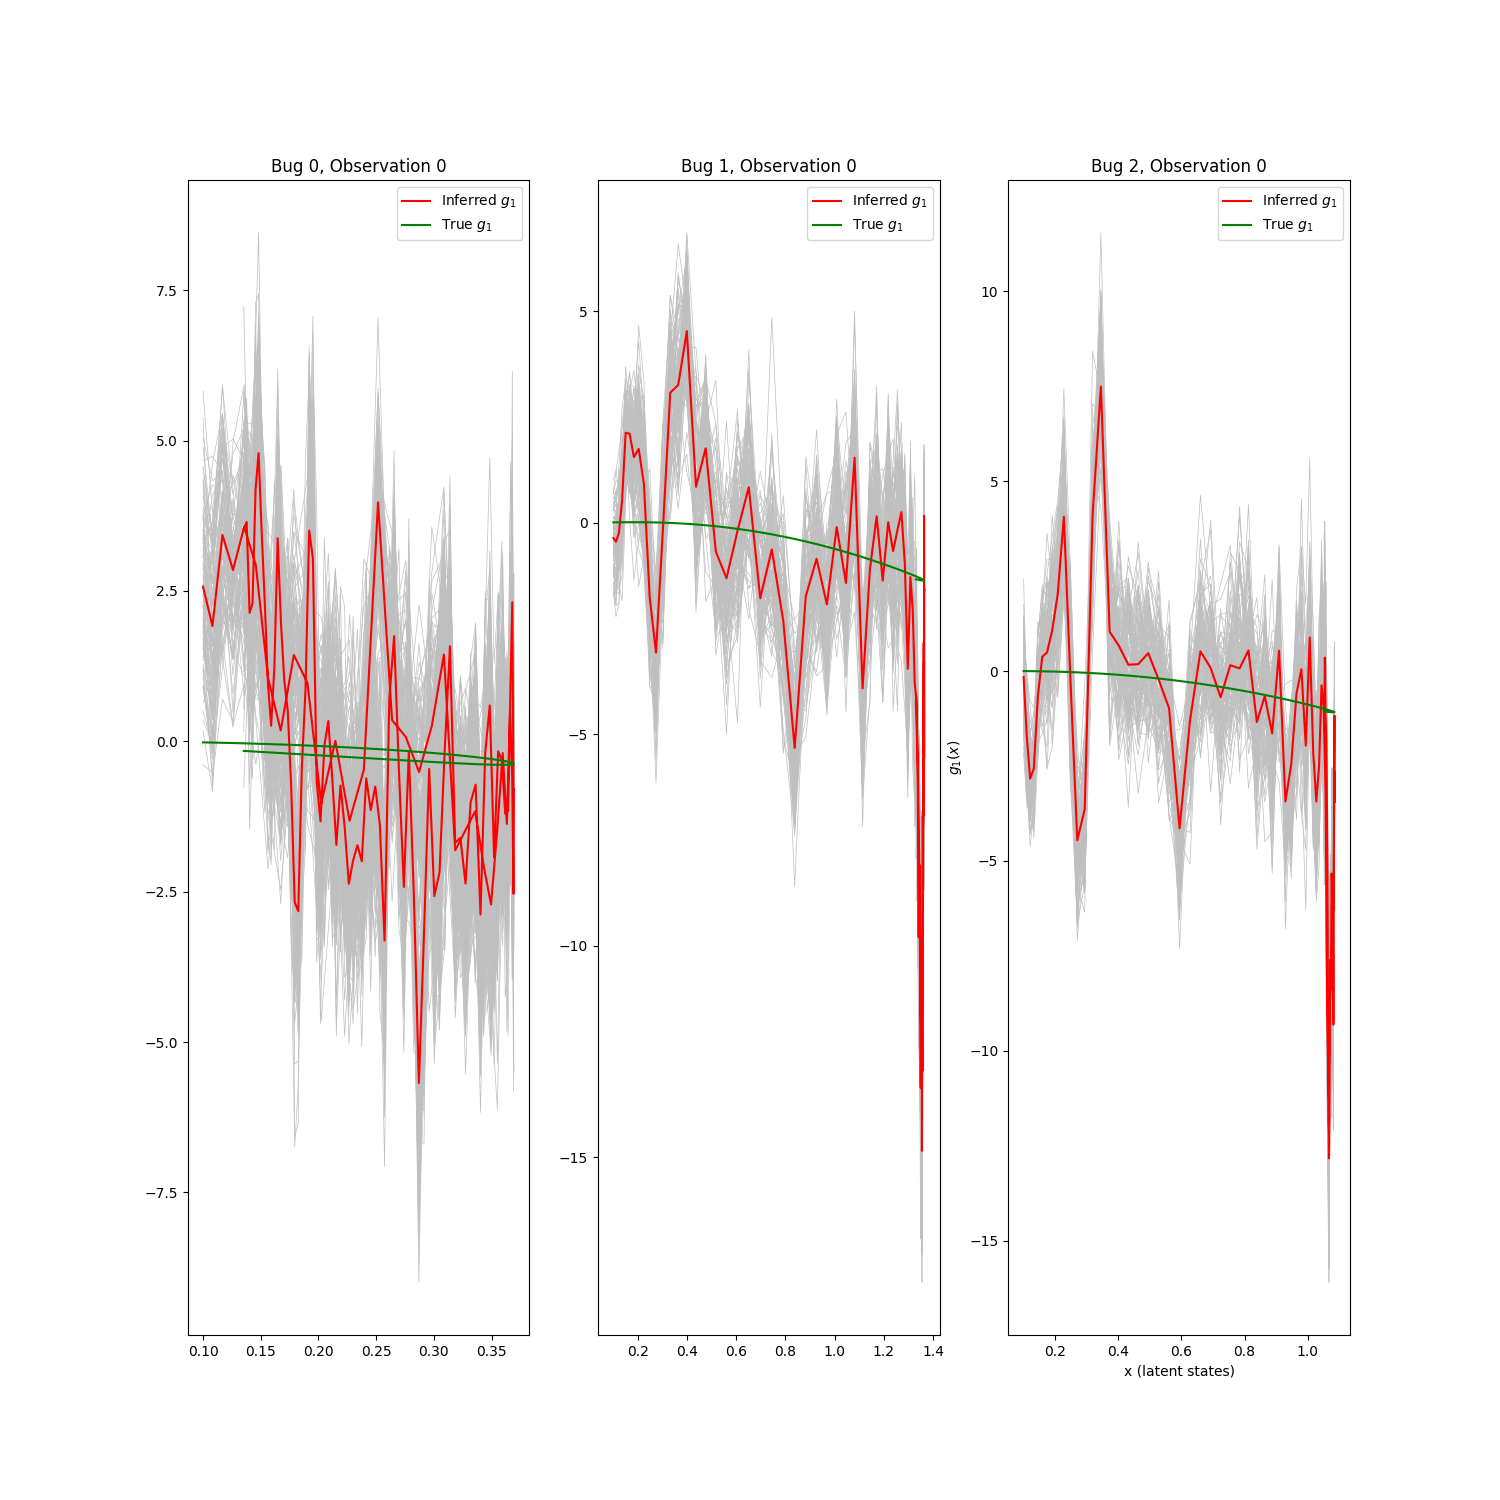 Bug 0, Observation 0
Inferred g₁
True g₁
7.5
5.0
2.5
0.0
−2.5
−5.0
−7.5
0.10 0.15 0.20 0.25 0.30 0.35
Bug 1, Observation 0
Inferred g₁
True g₁
5
0
−5
−10
−15
0.2 0.4 0.6 0.8 1.0 1.2 1.4
Bug 2, Observation 0
Inferred g₁
True g₁
g₁(x)
10
5
0
−5
−10
−15
0.2 0.4 0.6 0.8 1.0
x (latent states)